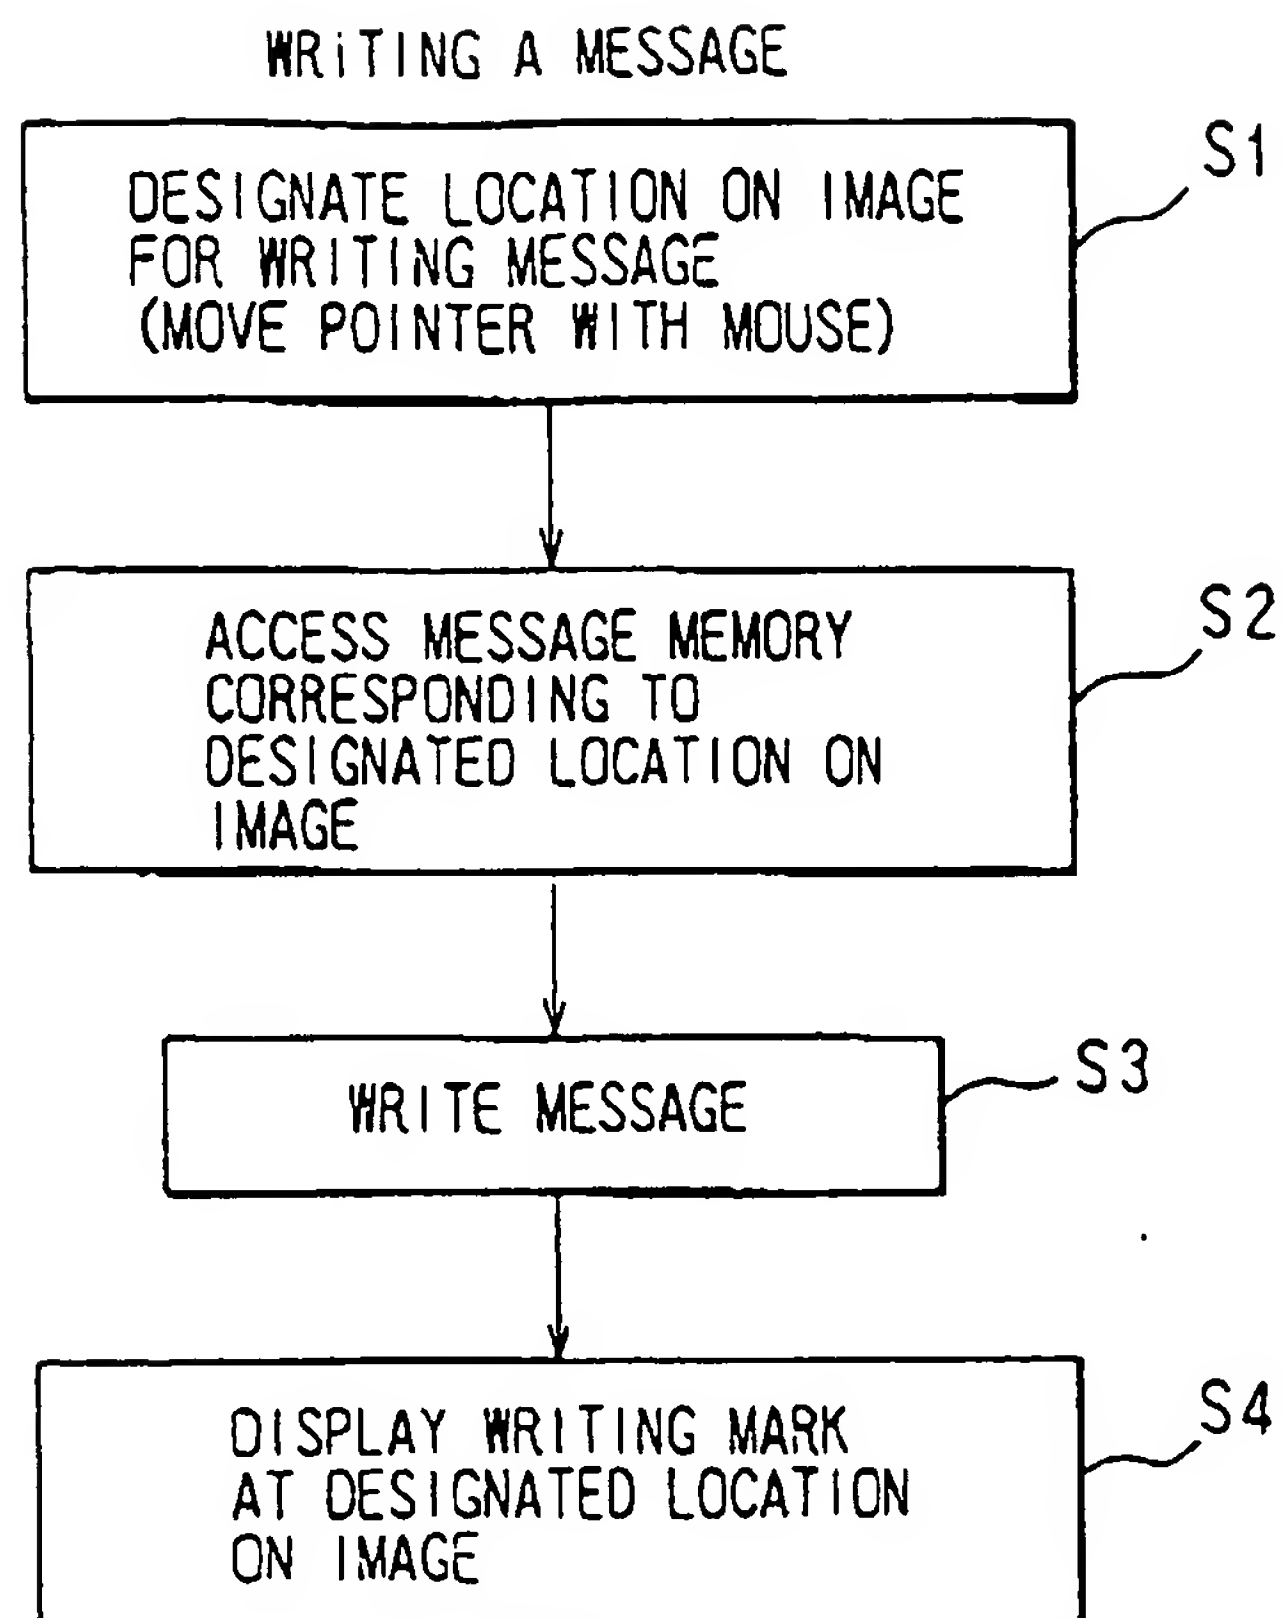 WRITING A MESSAGE
S1
DESIGNATE LOCATION ON IMAGE
FOR WRITING MESSAGE
(MOVE POINTER WITH MOUSE)
S2
ACCESS MESSAGE MEMORY
CORRESPONDING TO
DESIGNATED LOCATION ON
IMAGE
S3
WRITE MESSAGE
S4
DISPLAY WRITING MARK
AT DESIGNATED LOCATION
ON IMAGE